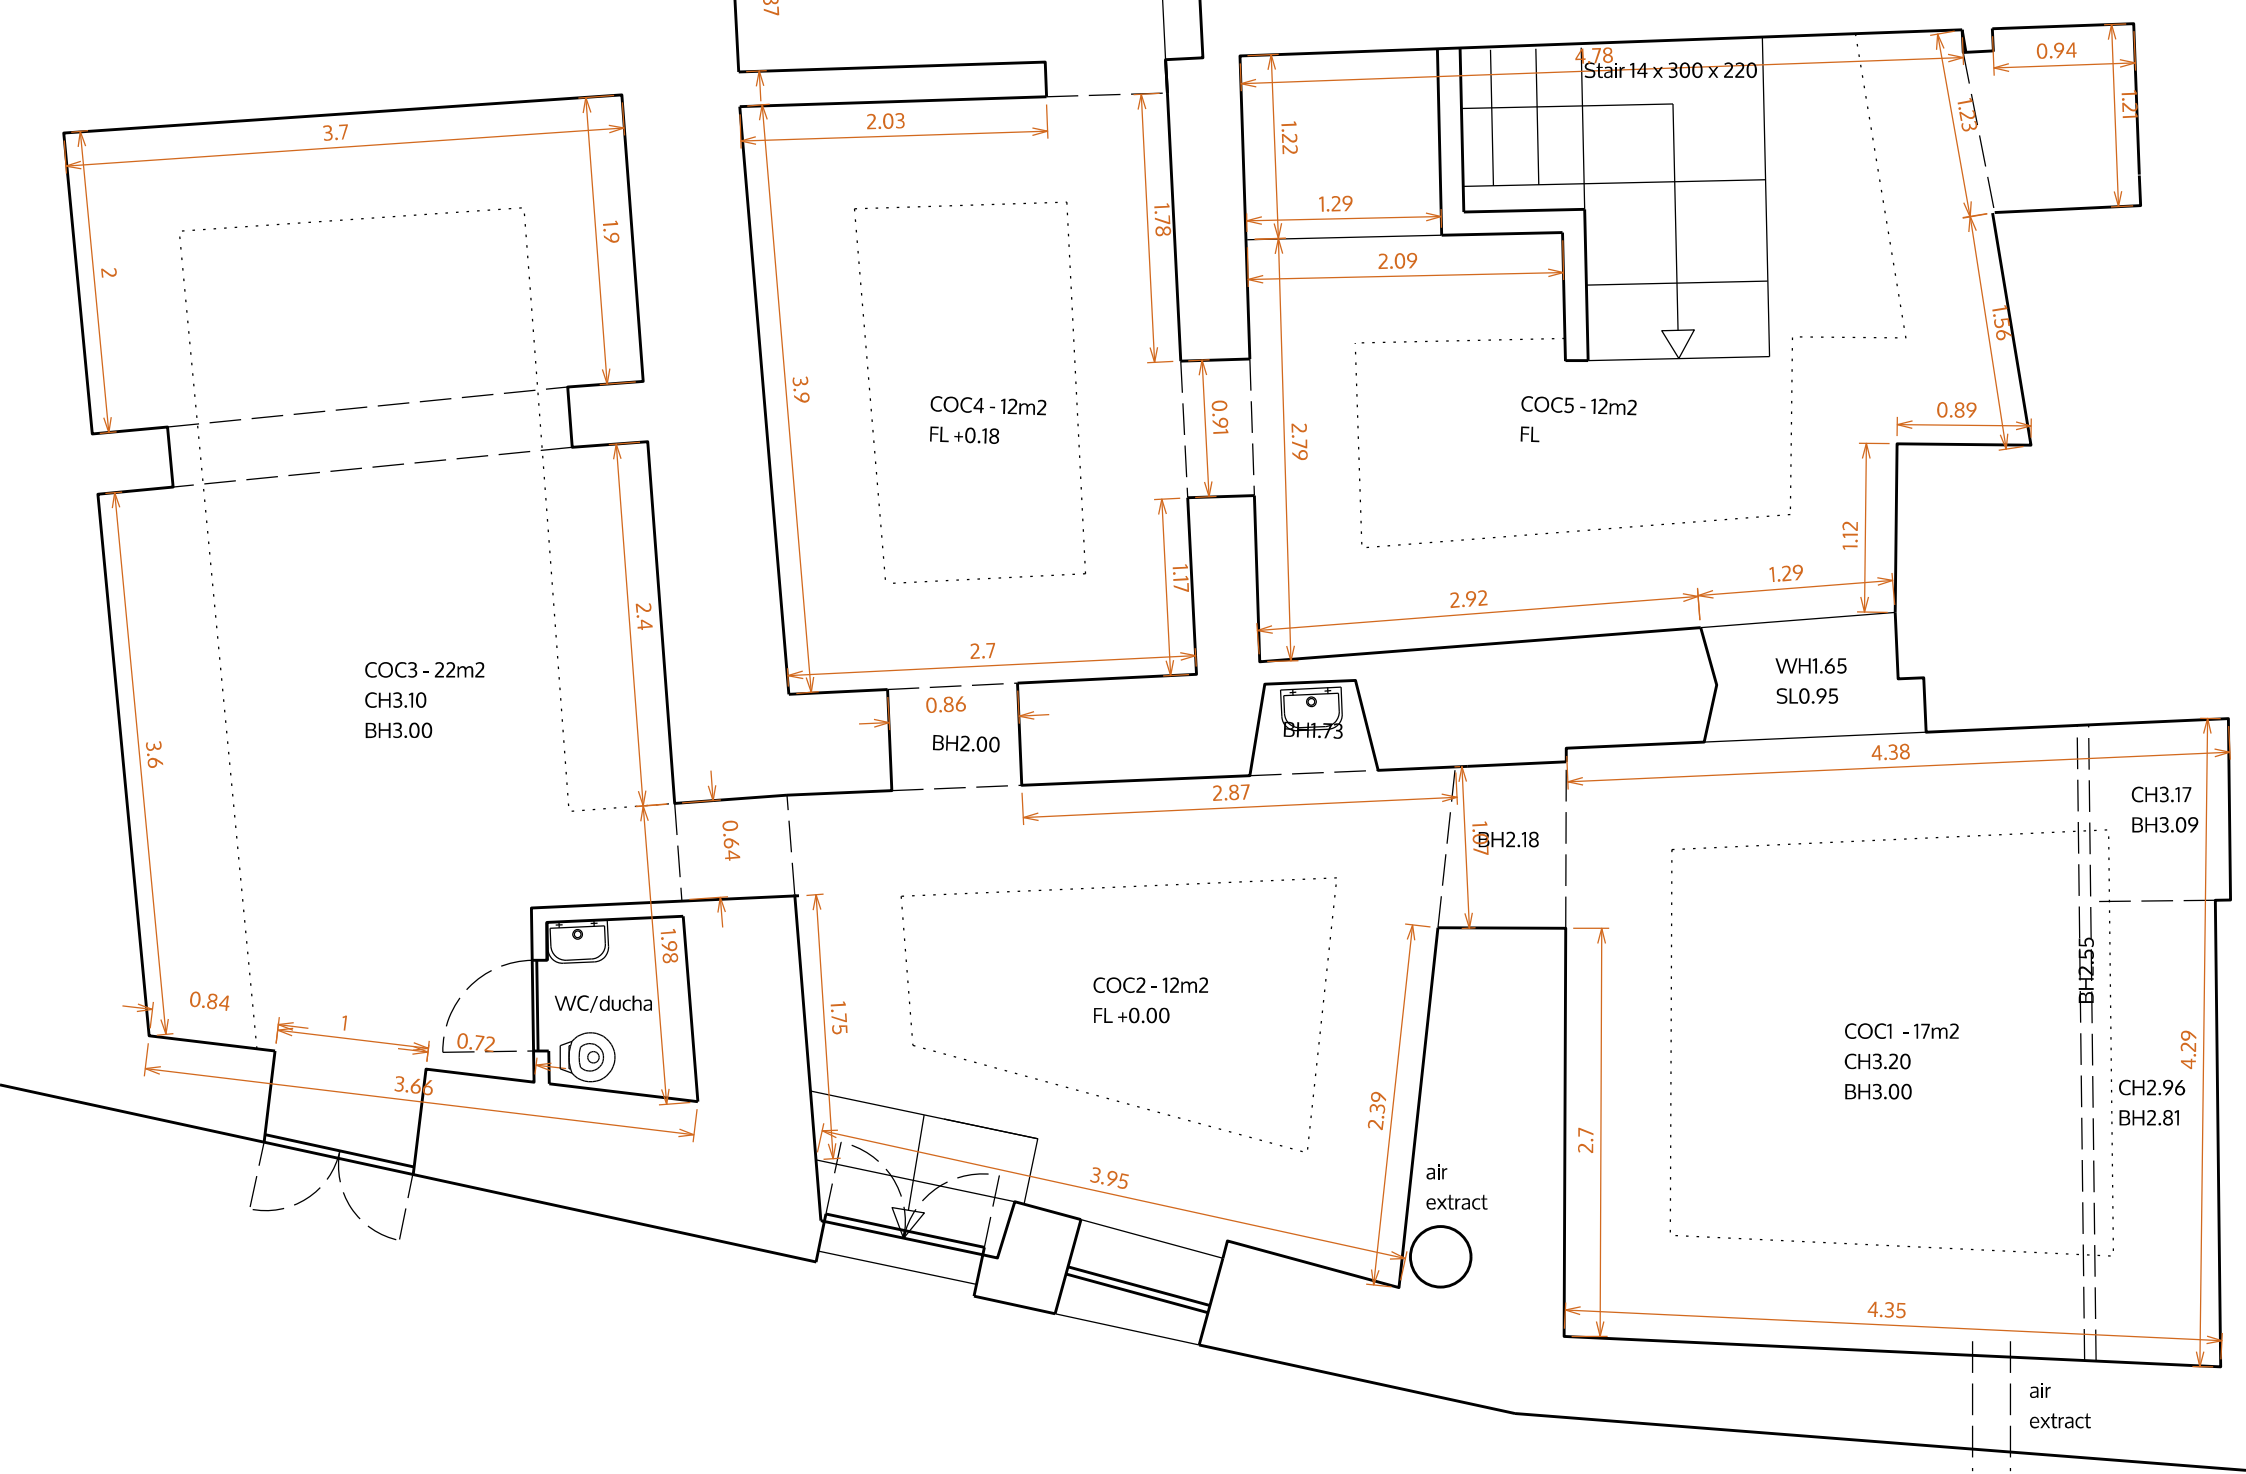 37
4.78
Stair 14 x 300 x 220
0.94
1.21
1.23
3.7
2.03
1.22
1.9
2
1.78
1.29
2.09
1.56
3.9
COC4 - 12m2
FL +0.18
0.91
2.79
COC5 - 12m2
FL
0.89
1.12
1.17
2.92
1.29
2.4
2.7
COC3 - 22m2
CH3.10
BH3.00
0.86
BH2.00
BH1.73
WH1.65
SL0.95
3.6
4.38
2.87
CH3.17
BH3.09
0.64
1.07
BH2.18
1.98
BH2.55
0.84
1
0.72
3.66
WC/ducha
1.75
COC2 - 12m2
FL +0.00
COC1 - 17m2
CH3.20
BH3.00
4.29
CH2.96
BH2.81
2.39
2.7
3.95
air
extract
4.35
air
extract